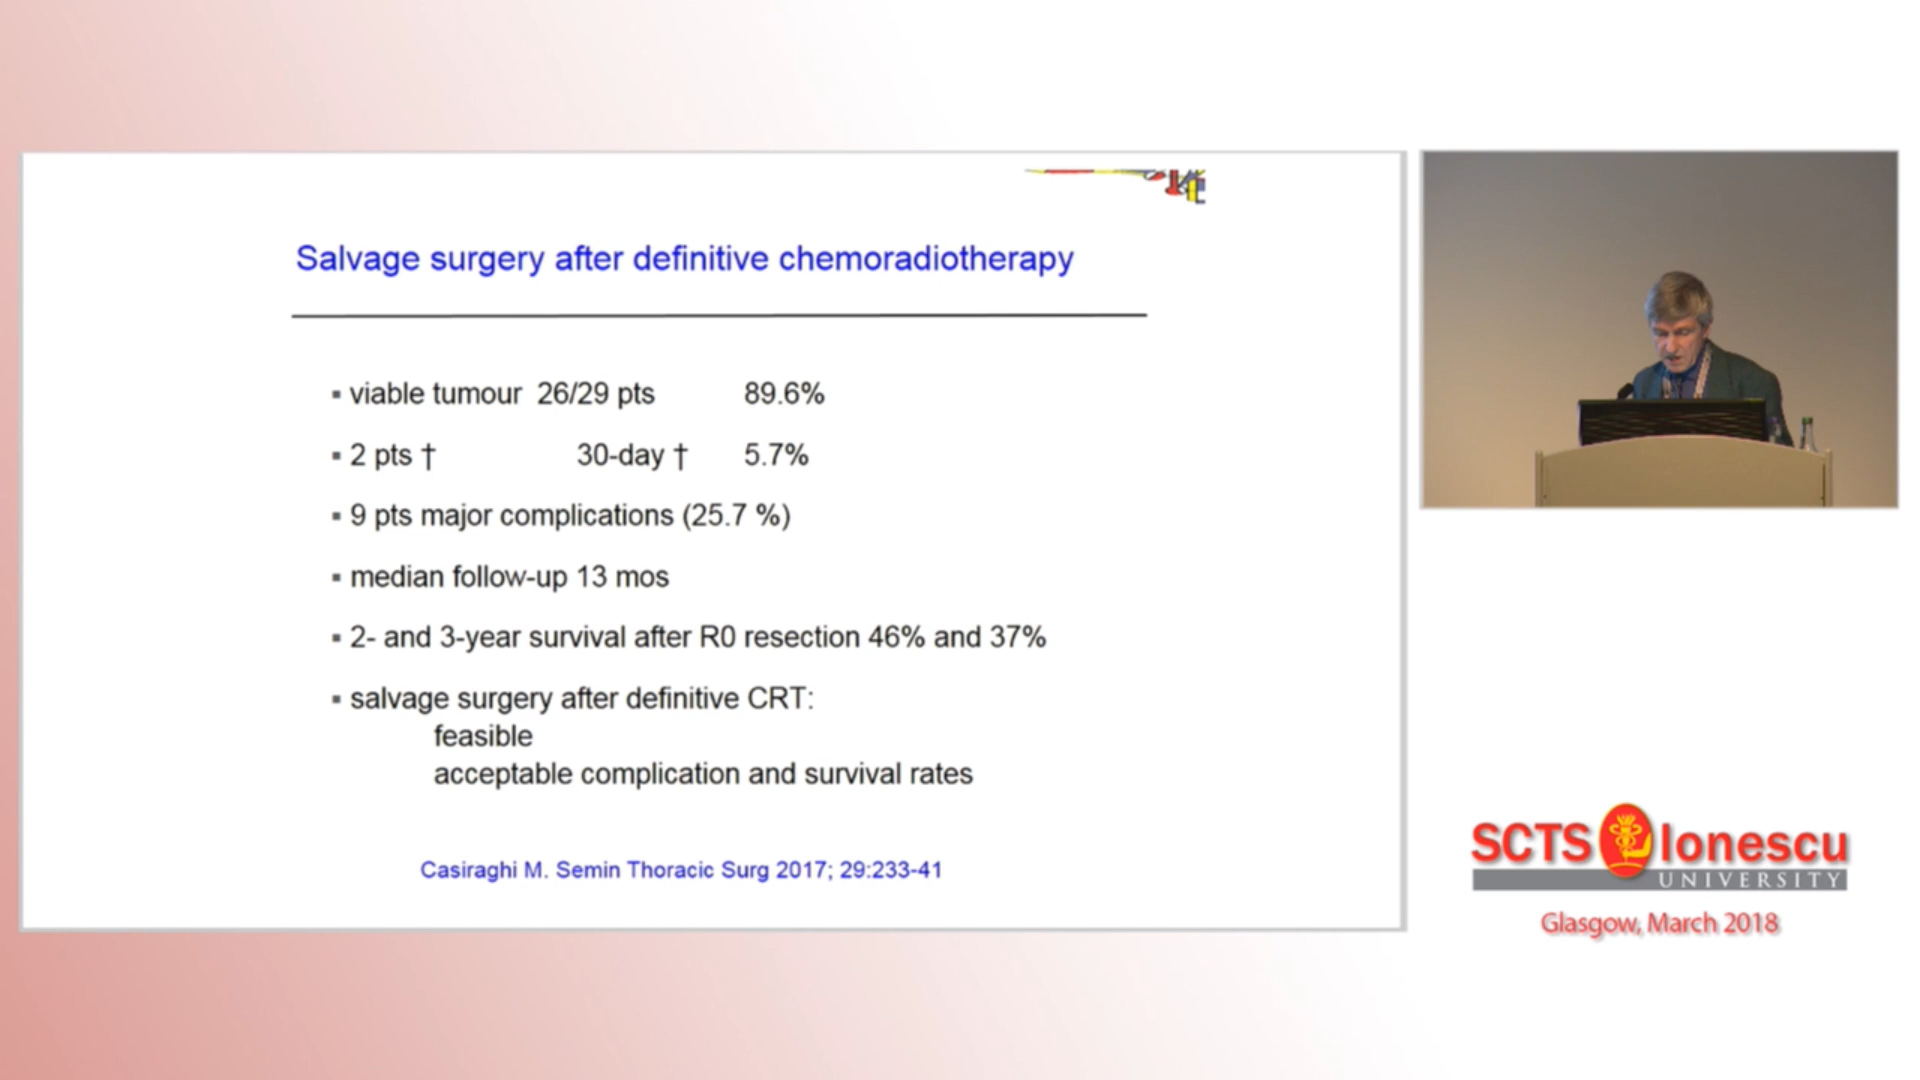 Salvage surgery after definitive chemoradiotherapy
▪ viable tumour 26/29 pts 89.6%
▪ 2 pts † 30-day † 5.7%
▪ 9 pts major complications (25.7 %)
▪ median follow-up 13 mos
▪ 2- and 3-year survival after R0 resection 46% and 37%
▪ salvage surgery after definitive CRT:
feasible
acceptable complication and survival rates
Casiraghi M. Semin Thoracic Surg 2017; 29:233-41
SCTS Ionescu
UNIVERSITY
Glasgow, March 2018